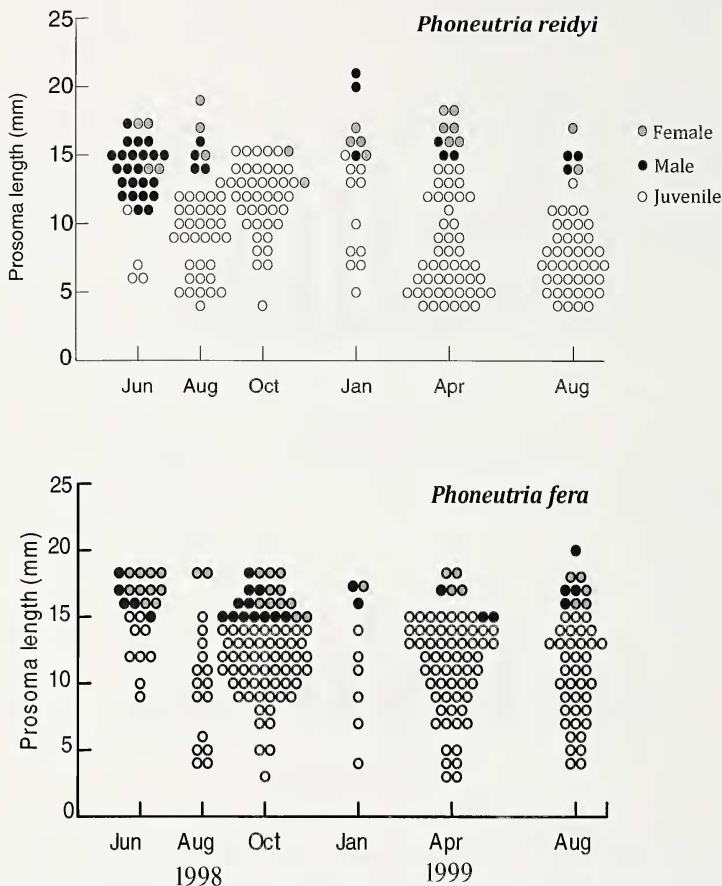 Phoneutria reidyi
25
20
15
10
5
0
Prosoma length (mm)
Female
Male
Juvenile
Jun Aug Oct Jan Apr Aug
Phoneutria fera
25
20
15
10
5
0
Prosoma length (mm)
Jun Aug Oct Jan Apr Aug
1998 1999